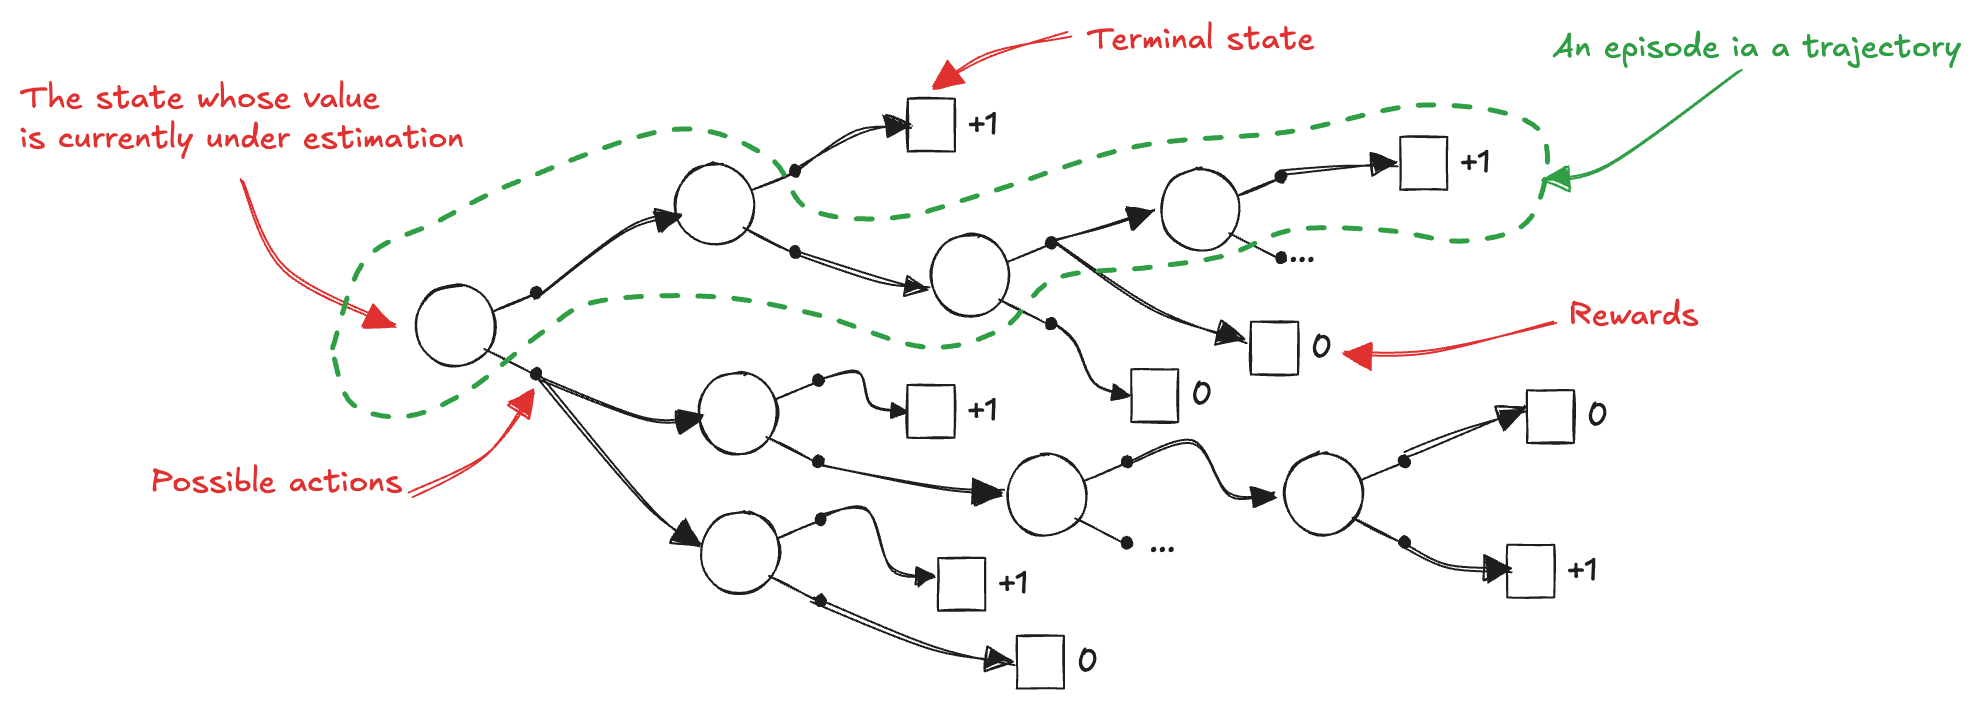 Terminal state
An episode ia a trajectory
The state whose value
is currently under estimation
+1
+1
...
Rewards
0
0
+1
0
Possible actions
...
+1
+1
0